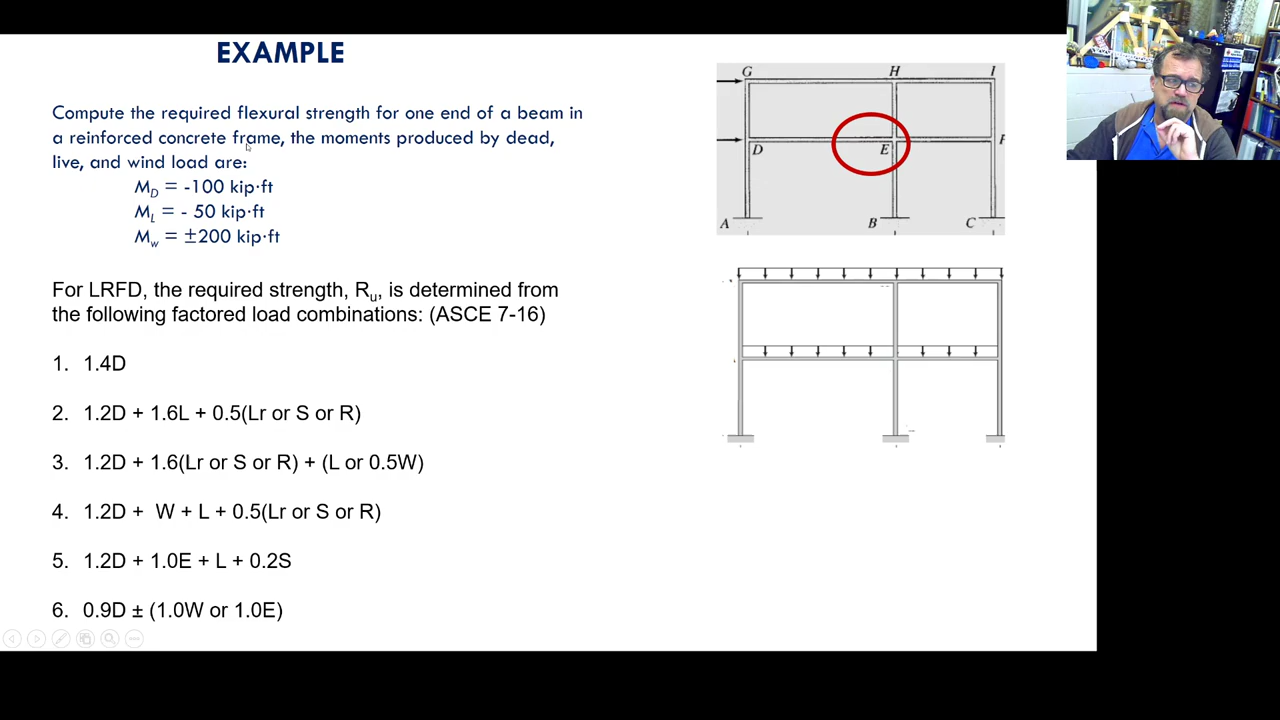 EXAMPLE
Compute the required flexural strength for one end of a beam in
a reinforced concrete frame, the moments produced by dead,
live, and wind load are:
M_D = -100 kip·ft
M_L = - 50 kip·ft
M_w = ±200 kip·ft
For LRFD, the required strength, R_u, is determined from
the following factored load combinations: (ASCE 7-16)
1. 1.4D
2. 1.2D + 1.6L + 0.5(Lr or S or R)
3. 1.2D + 1.6(Lr or S or R) + (L or 0.5W)
4. 1.2D + W + L + 0.5(Lr or S or R)
5. 1.2D + 1.0E + L + 0.2S
6. 0.9D ± (1.0W or 1.0E)
G H I
D E F
A B C